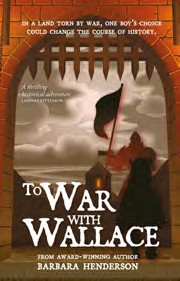 IN A LAND TORN BY WAR, ONE BOY'S CHOICE
COULD CHANGE THE COURSE OF HISTORY.
A thrilling
historical adventure
TO WAR
WITH
WALLACE
FROM AWARD-WINNING AUTHOR
BARBARA HENDERSON